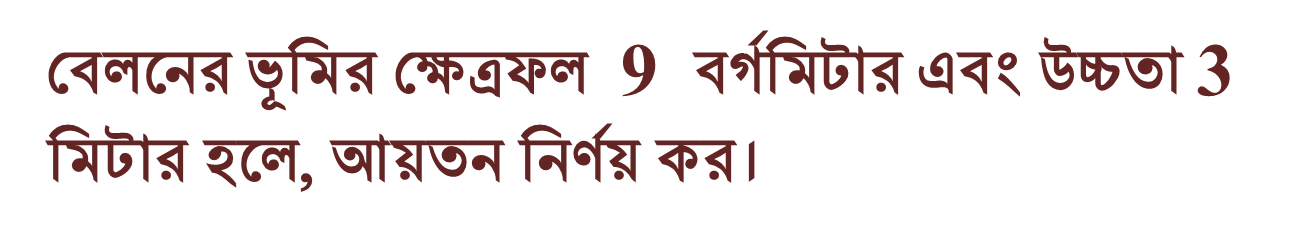 বেলনের ভূমির ক্ষেত্রফল 9 বর্গমিটার এবং উচ্চতা 3
মিটার হলে, আয়তন নির্ণয় কর।